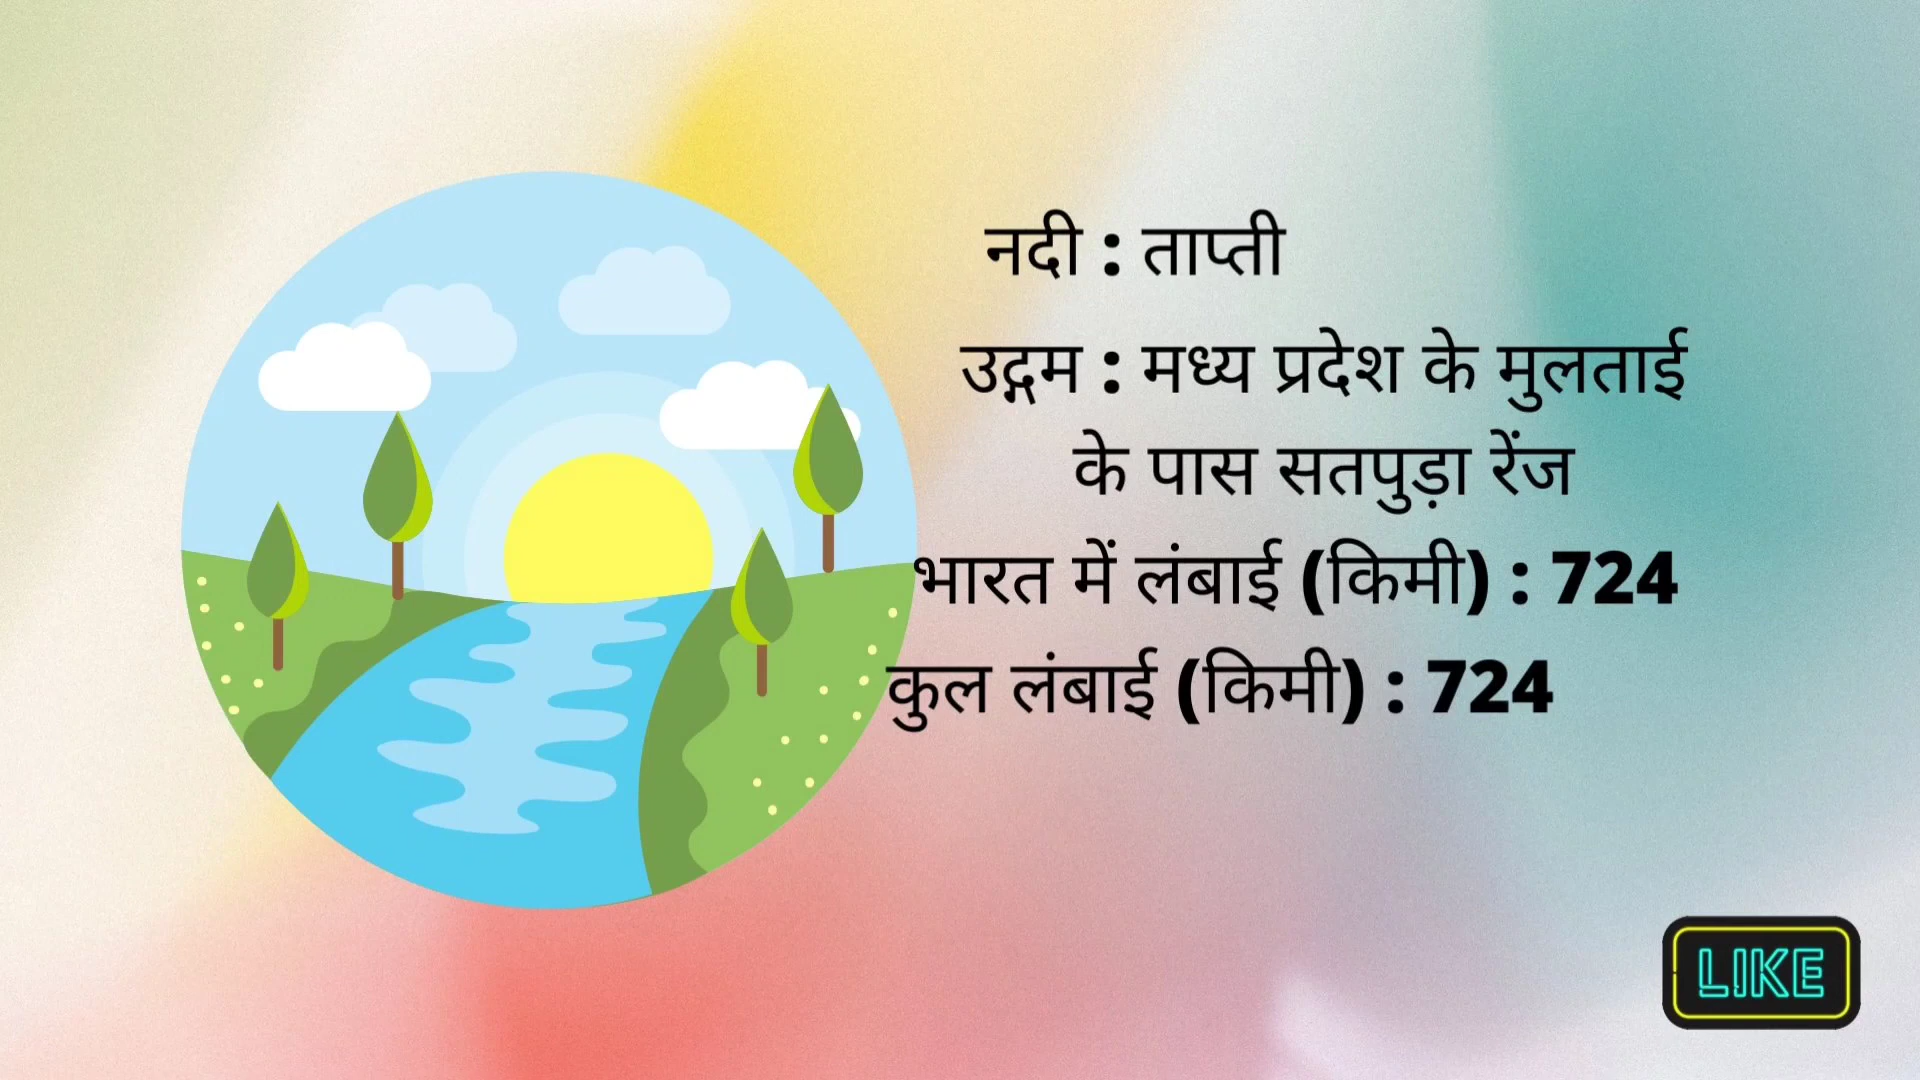 नदी : ताप्ती
उद्गम : मध्य प्रदेश के मुलताई
के पास सतपुड़ा रेंज
भारत में लंबाई (किमी) : 724
कुल लंबाई (किमी) : 724
LIKE